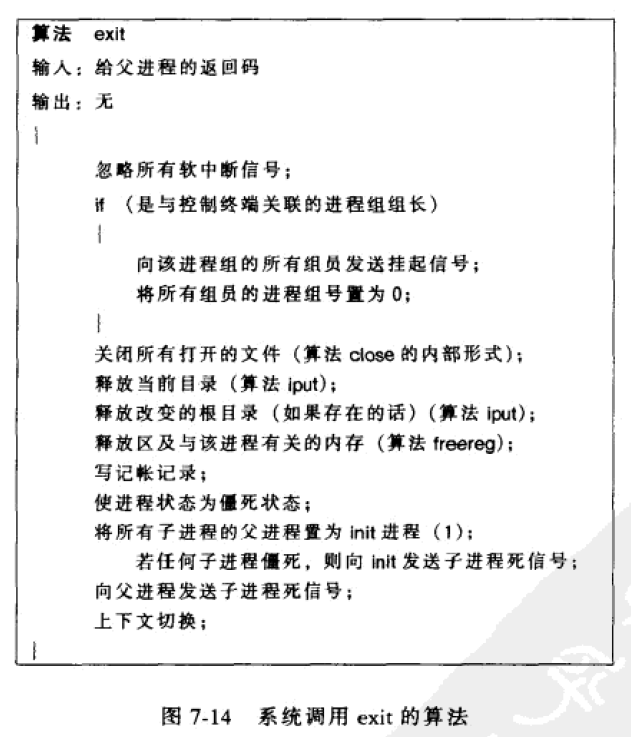 算法 exit
输入：给父进程的返回码
输出：无
{
忽略所有软中断信号；
if （是与控制终端关联的进程组组长）
{
向该进程组的所有组员发送挂起信号；
将所有组员的进程组号置为 0；
}
关闭所有打开的文件（算法 close 的内部形式）；
释放当前目录（算法 iput）；
释放改变的根目录（如果存在的话）（算法 iput）；
释放区及与该进程有关的内存（算法 freereg）；
写记帐记录；
使进程状态为僵死状态；
将所有子进程的父进程置为 init 进程（1）；
若任何子进程僵死，则向 init 发送子进程死信号；
向父进程发送子进程死信号；
上下文切换；
}
图 7-14 系统调用 exit 的算法